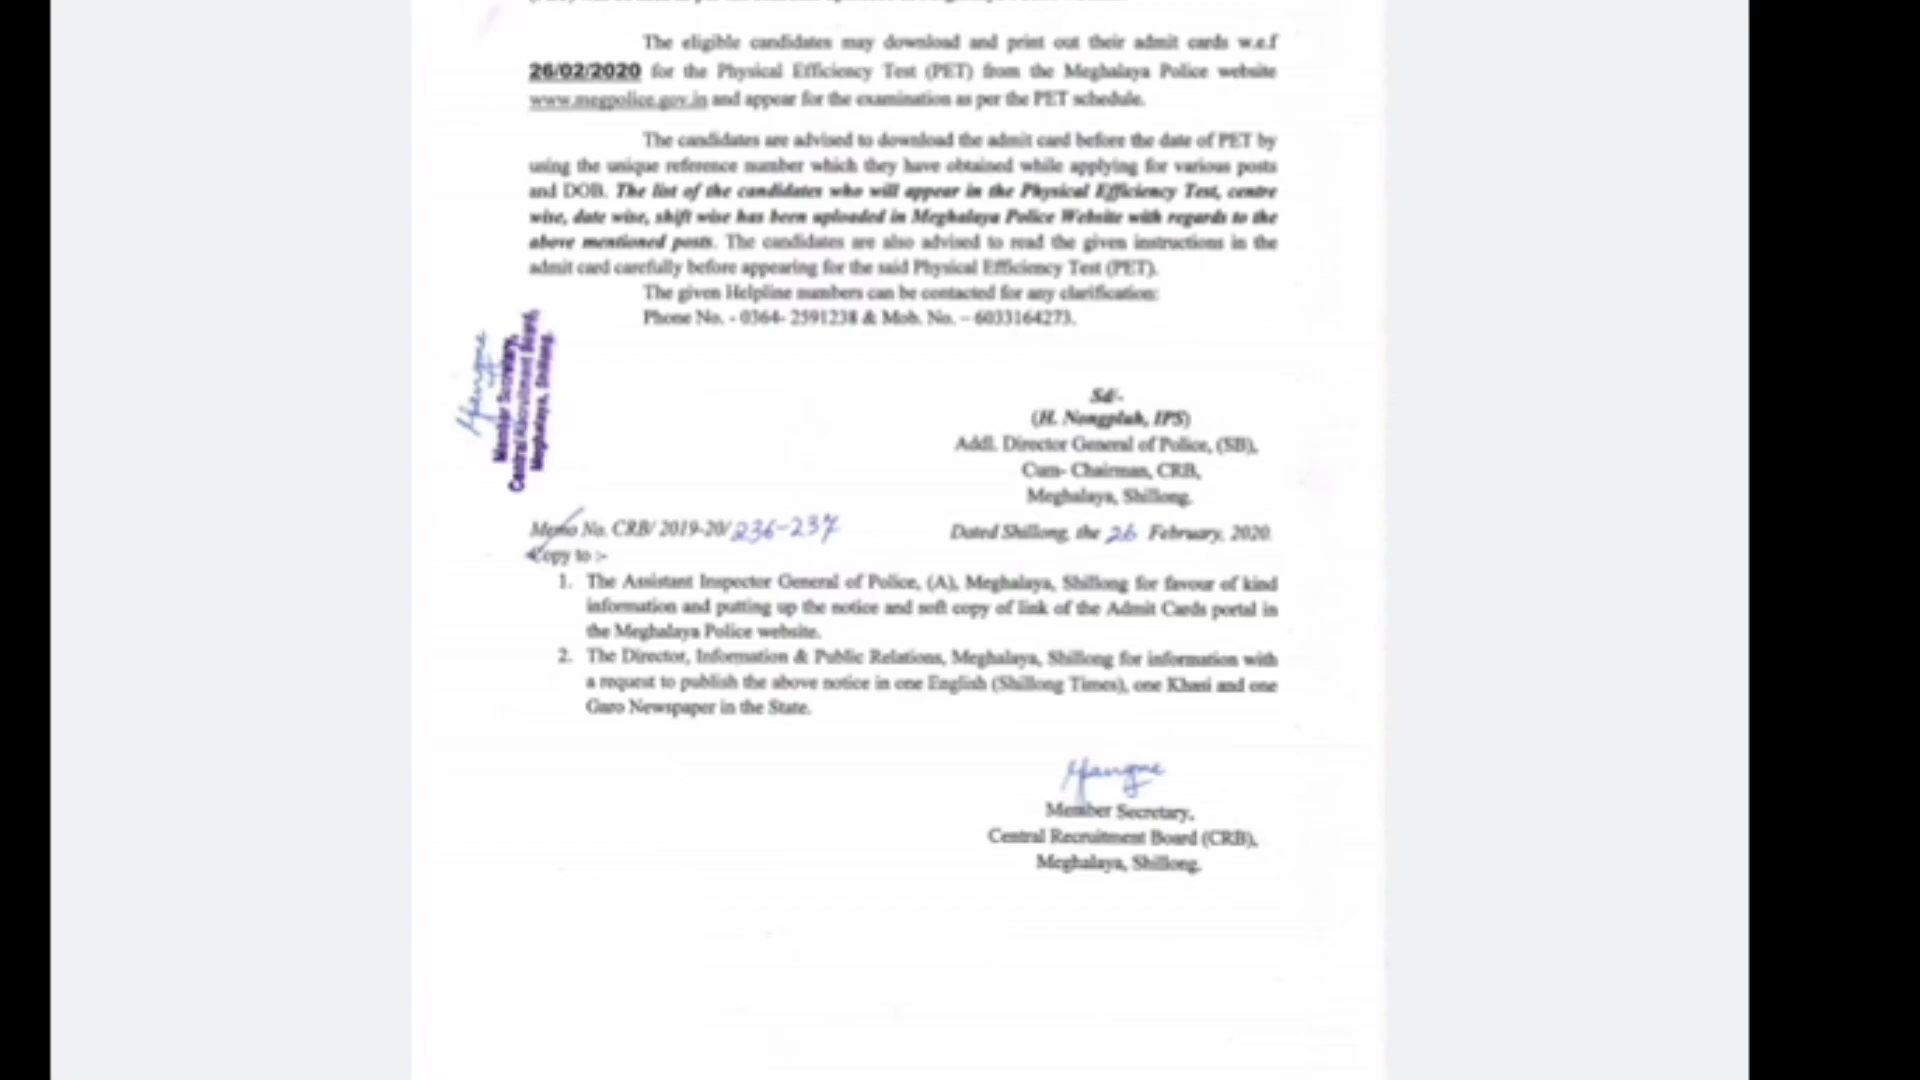 The eligible candidates may download and print out their admit cards w.e.f
26/02/2020 for the Physical Efficiency Test (PET) from the Meghalaya Police website
www.megpolice.gov.in and appear for the examination as per the PET schedule.
The candidates are advised to download the admit card before the date of PET by
using the unique reference number which they have obtained while applying for various posts
and DOB. The list of the candidates who will appear in the Physical Efficiency Test, centre
wise, date wise, shift wise has been uploaded in Meghalaya Police Website with regards to the
above mentioned posts. The candidates are also advised to read the given instructions in the
admit card carefully before appearing for the said Physical Efficiency Test (PET).
The given Helpline numbers can be contacted for any clarification:
Phone No. - 0364- 2591238 & Mob. No. – 6033164273.
Member Secretary,
Central Recruitment Board,
Meghalaya, Shillong.
Sd/-
(H. Nongpluh, IPS)
Addl. Director General of Police, (SB),
Cum- Chairman, CRB,
Meghalaya, Shillong.
Memo No. CRB/ 2019-20/236-237
Dated Shillong, the 26 February, 2020.
Copy to :-
1. The Assistant Inspector General of Police, (A), Meghalaya, Shillong for favour of kind
information and putting up the notice and soft copy of link of the Admit Cards portal in
the Meghalaya Police website.
2. The Director, Information & Public Relations, Meghalaya, Shillong for information with
a request to publish the above notice in one English (Shillong Times), one Khasi and one
Garo Newspaper in the State.
Member Secretary,
Central Recruitment Board (CRB),
Meghalaya, Shillong.